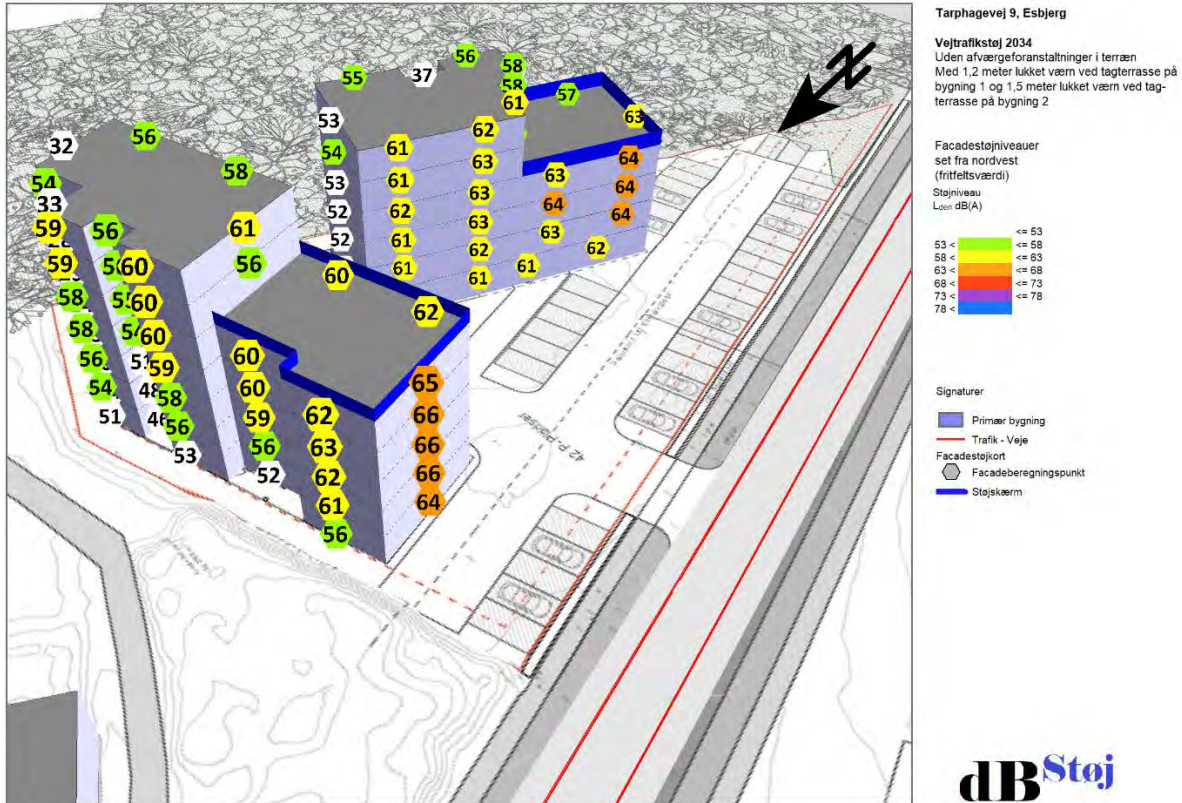 Tarphagevej 9, Esbjerg
Vejtrafikstøj 2034
Uden afværgeforanstaltninger i terræn
Med 1,2 meter lukket værn ved tagterrasse på
bygning 1 og 1,5 meter lukket værn ved tag-
terrasse på bygning 2
Facadestøjniveauer
set fra nordvest
(fritfeltsværdi)
Støjniveau
Lden dB(A)
<= 53
53 < <= 58
58 < <= 63
63 < <= 68
68 < <= 73
73 < <= 78
78 <
Signaturer
Primær bygning
Trafik - Veje
Facadestøjkort
Facadeberegningspunkt
Støjskærm
dB Støj
N
55
37
56
58
58
61
57
63
53
54
53
52
52
61
61
62
61
61
62
63
63
63
62
61
63
64
63
61
64
64
64
62
32
56
58
54
33
59
59
58
56
54
51
58
56
60
60
60
59
58
56
53
61
56
60
62
60
60
59
56
52
62
63
62
61
56
65
66
66
66
64
48
42 P-pladser